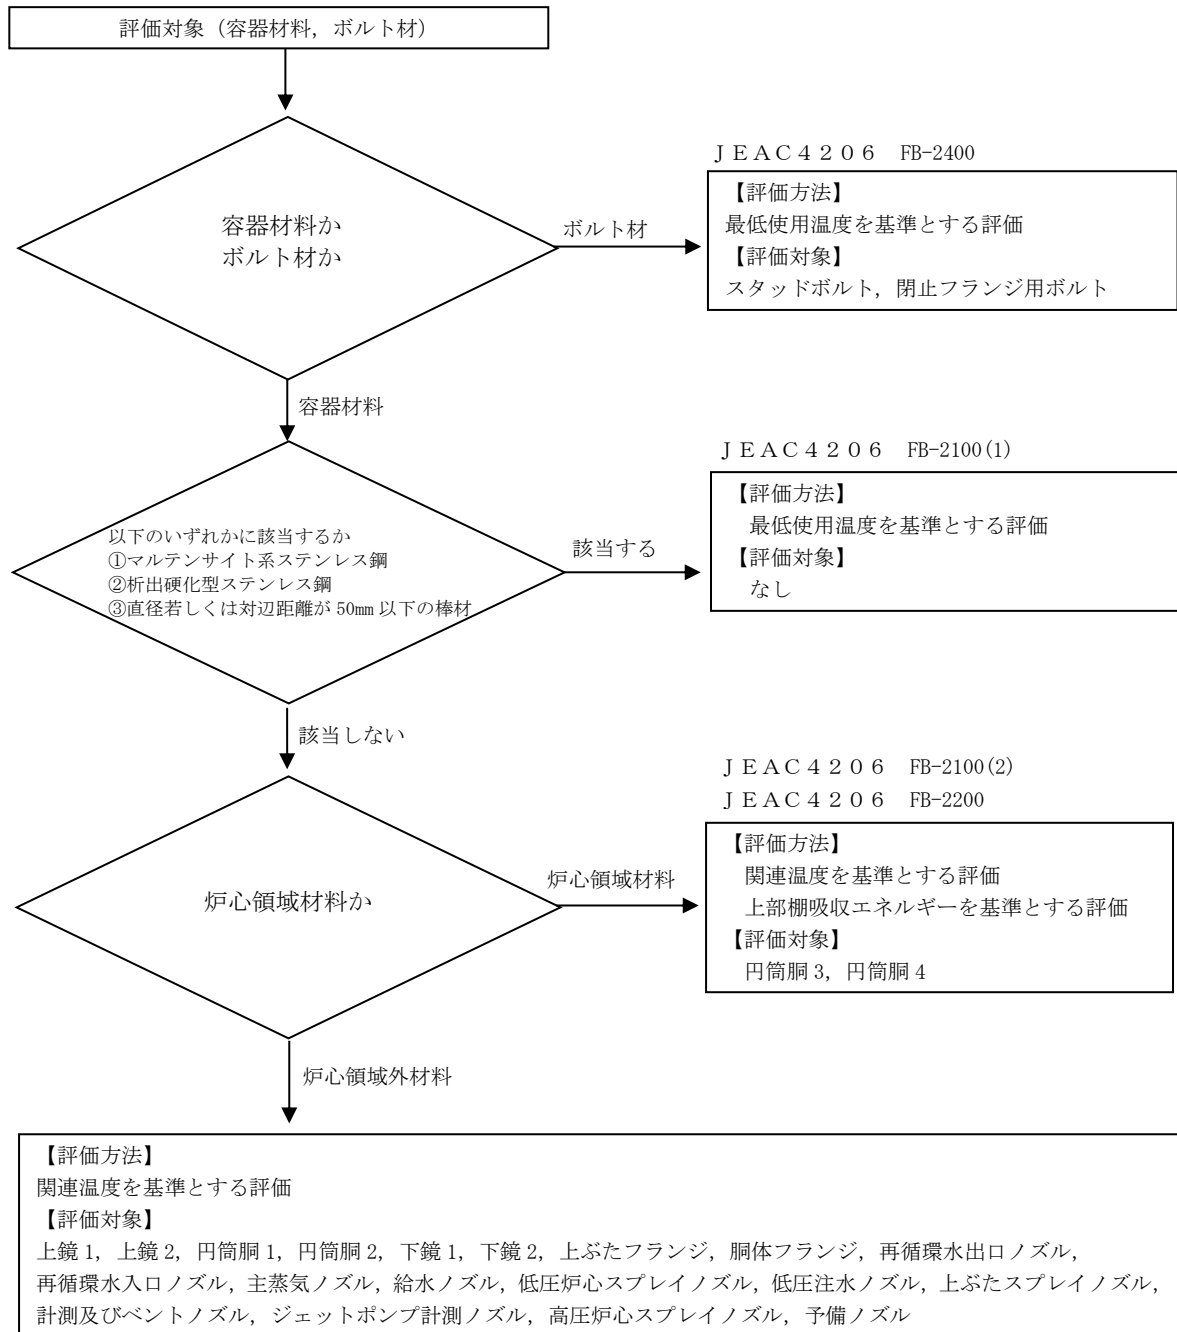 評価対象（容器材料，ボルト材）
容器材料か
ボルト材か
ボルト材
ＪＥＡＣ４２０６　FB-2400
【評価方法】
最低使用温度を基準とする評価
【評価対象】
スタッドボルト，閉止フランジ用ボルト
容器材料
以下のいずれかに該当するか
①マルテンサイト系ステンレス鋼
②析出硬化型ステンレス鋼
③直径若しくは対辺距離が 50mm 以下の棒材
該当する
ＪＥＡＣ４２０６　FB-2100(1)
【評価方法】
最低使用温度を基準とする評価
【評価対象】
なし
該当しない
炉心領域材料か
炉心領域材料
ＪＥＡＣ４２０６　FB-2100(2)
ＪＥＡＣ４２０６　FB-2200
【評価方法】
関連温度を基準とする評価
上部棚吸収エネルギーを基準とする評価
【評価対象】
円筒胴 3，円筒胴 4
炉心領域外材料
【評価方法】
関連温度を基準とする評価
【評価対象】
上鏡 1，上鏡 2，円筒胴 1，円筒胴 2，下鏡 1，下鏡 2，上ぶたフランジ，胴体フランジ，再循環水出口ノズル，
再循環水入口ノズル，主蒸気ノズル，給水ノズル，低圧炉心スプレイノズル，低圧注水ノズル，上ぶたスプレイノズル，
計測及びベントノズル，ジェットポンプ計測ノズル，高圧炉心スプレイノズル，予備ノズル